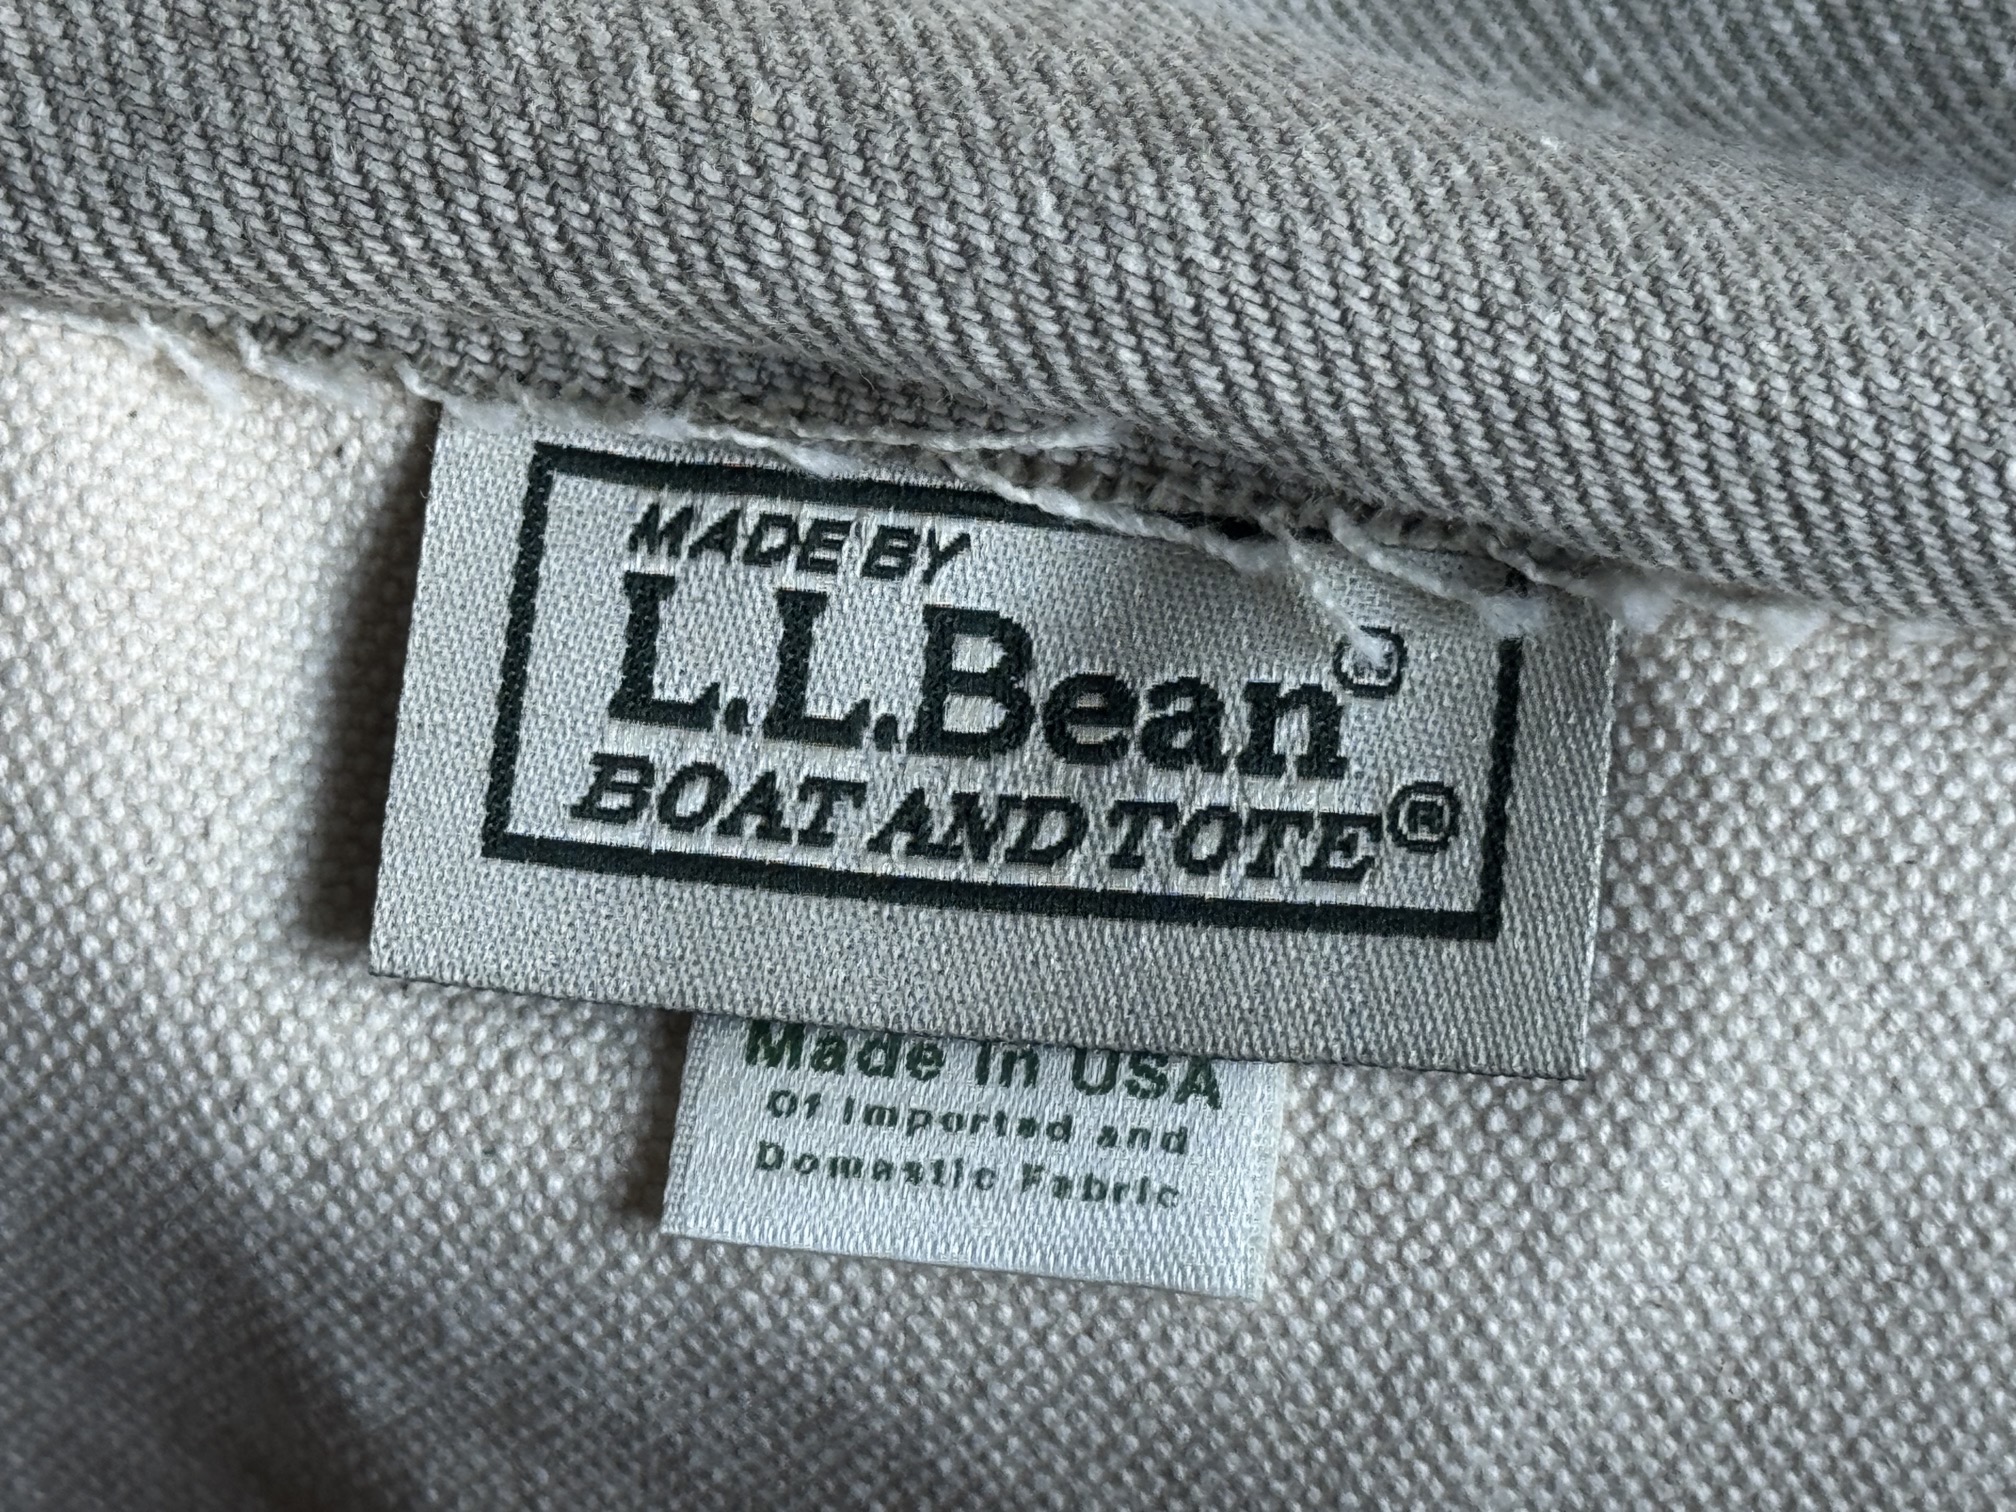 MADE BY
L.L.Bean®
BOAT AND TOTE®
Made in USA
Of Imported and
Domestic Fabric